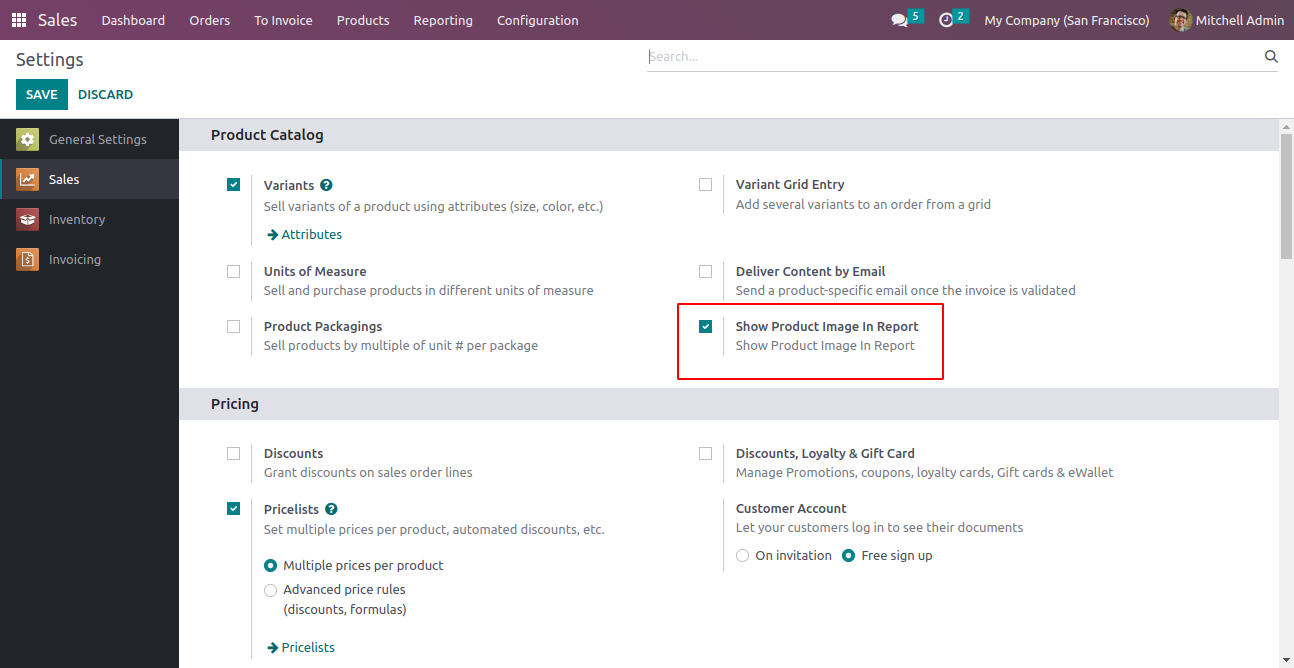 Sales Dashboard Orders To Invoice Products Reporting Configuration 5 2 My Company (San Francisco) Mitchell Admin
Settings
Search...
SAVE DISCARD
General Settings
Sales
Inventory
Invoicing
Product Catalog
Variants ?
Sell variants of a product using attributes (size, color, etc.)
Attributes
Variant Grid Entry
Add several variants to an order from a grid
Units of Measure
Sell and purchase products in different units of measure
Deliver Content by Email
Send a product-specific email once the invoice is validated
Product Packagings
Sell products by multiple of unit # per package
Show Product Image In Report
Show Product Image In Report
Pricing
Discounts
Grant discounts on sales order lines
Discounts, Loyalty & Gift Card
Manage Promotions, coupons, loyalty cards, Gift cards & eWallet
Pricelists ?
Set multiple prices per product, automated discounts, etc.
Multiple prices per product
Advanced price rules
(discounts, formulas)
Pricelists
Customer Account
Let your customers log in to see their documents
On invitation Free sign up